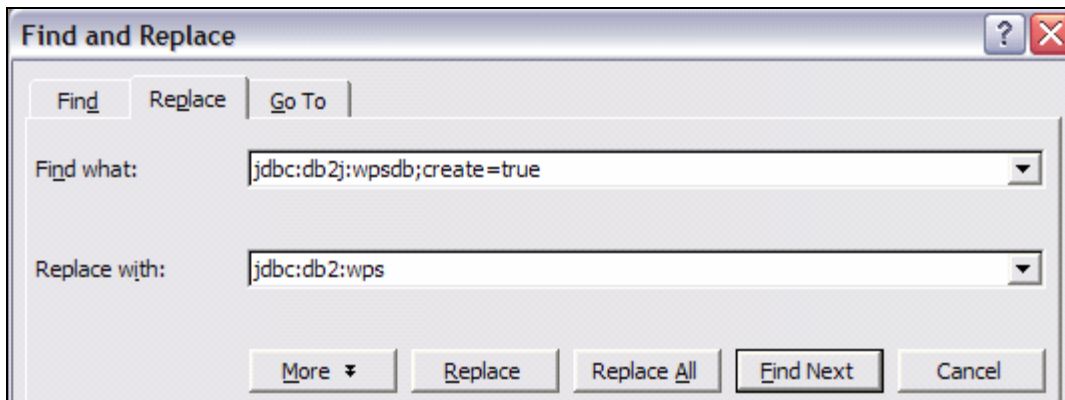 Find and Replace
Find Replace Go To
Find what: jdbc:db2j:wpsdb;create=true
Replace with: jdbc:db2:wps
More Replace Replace All Find Next Cancel